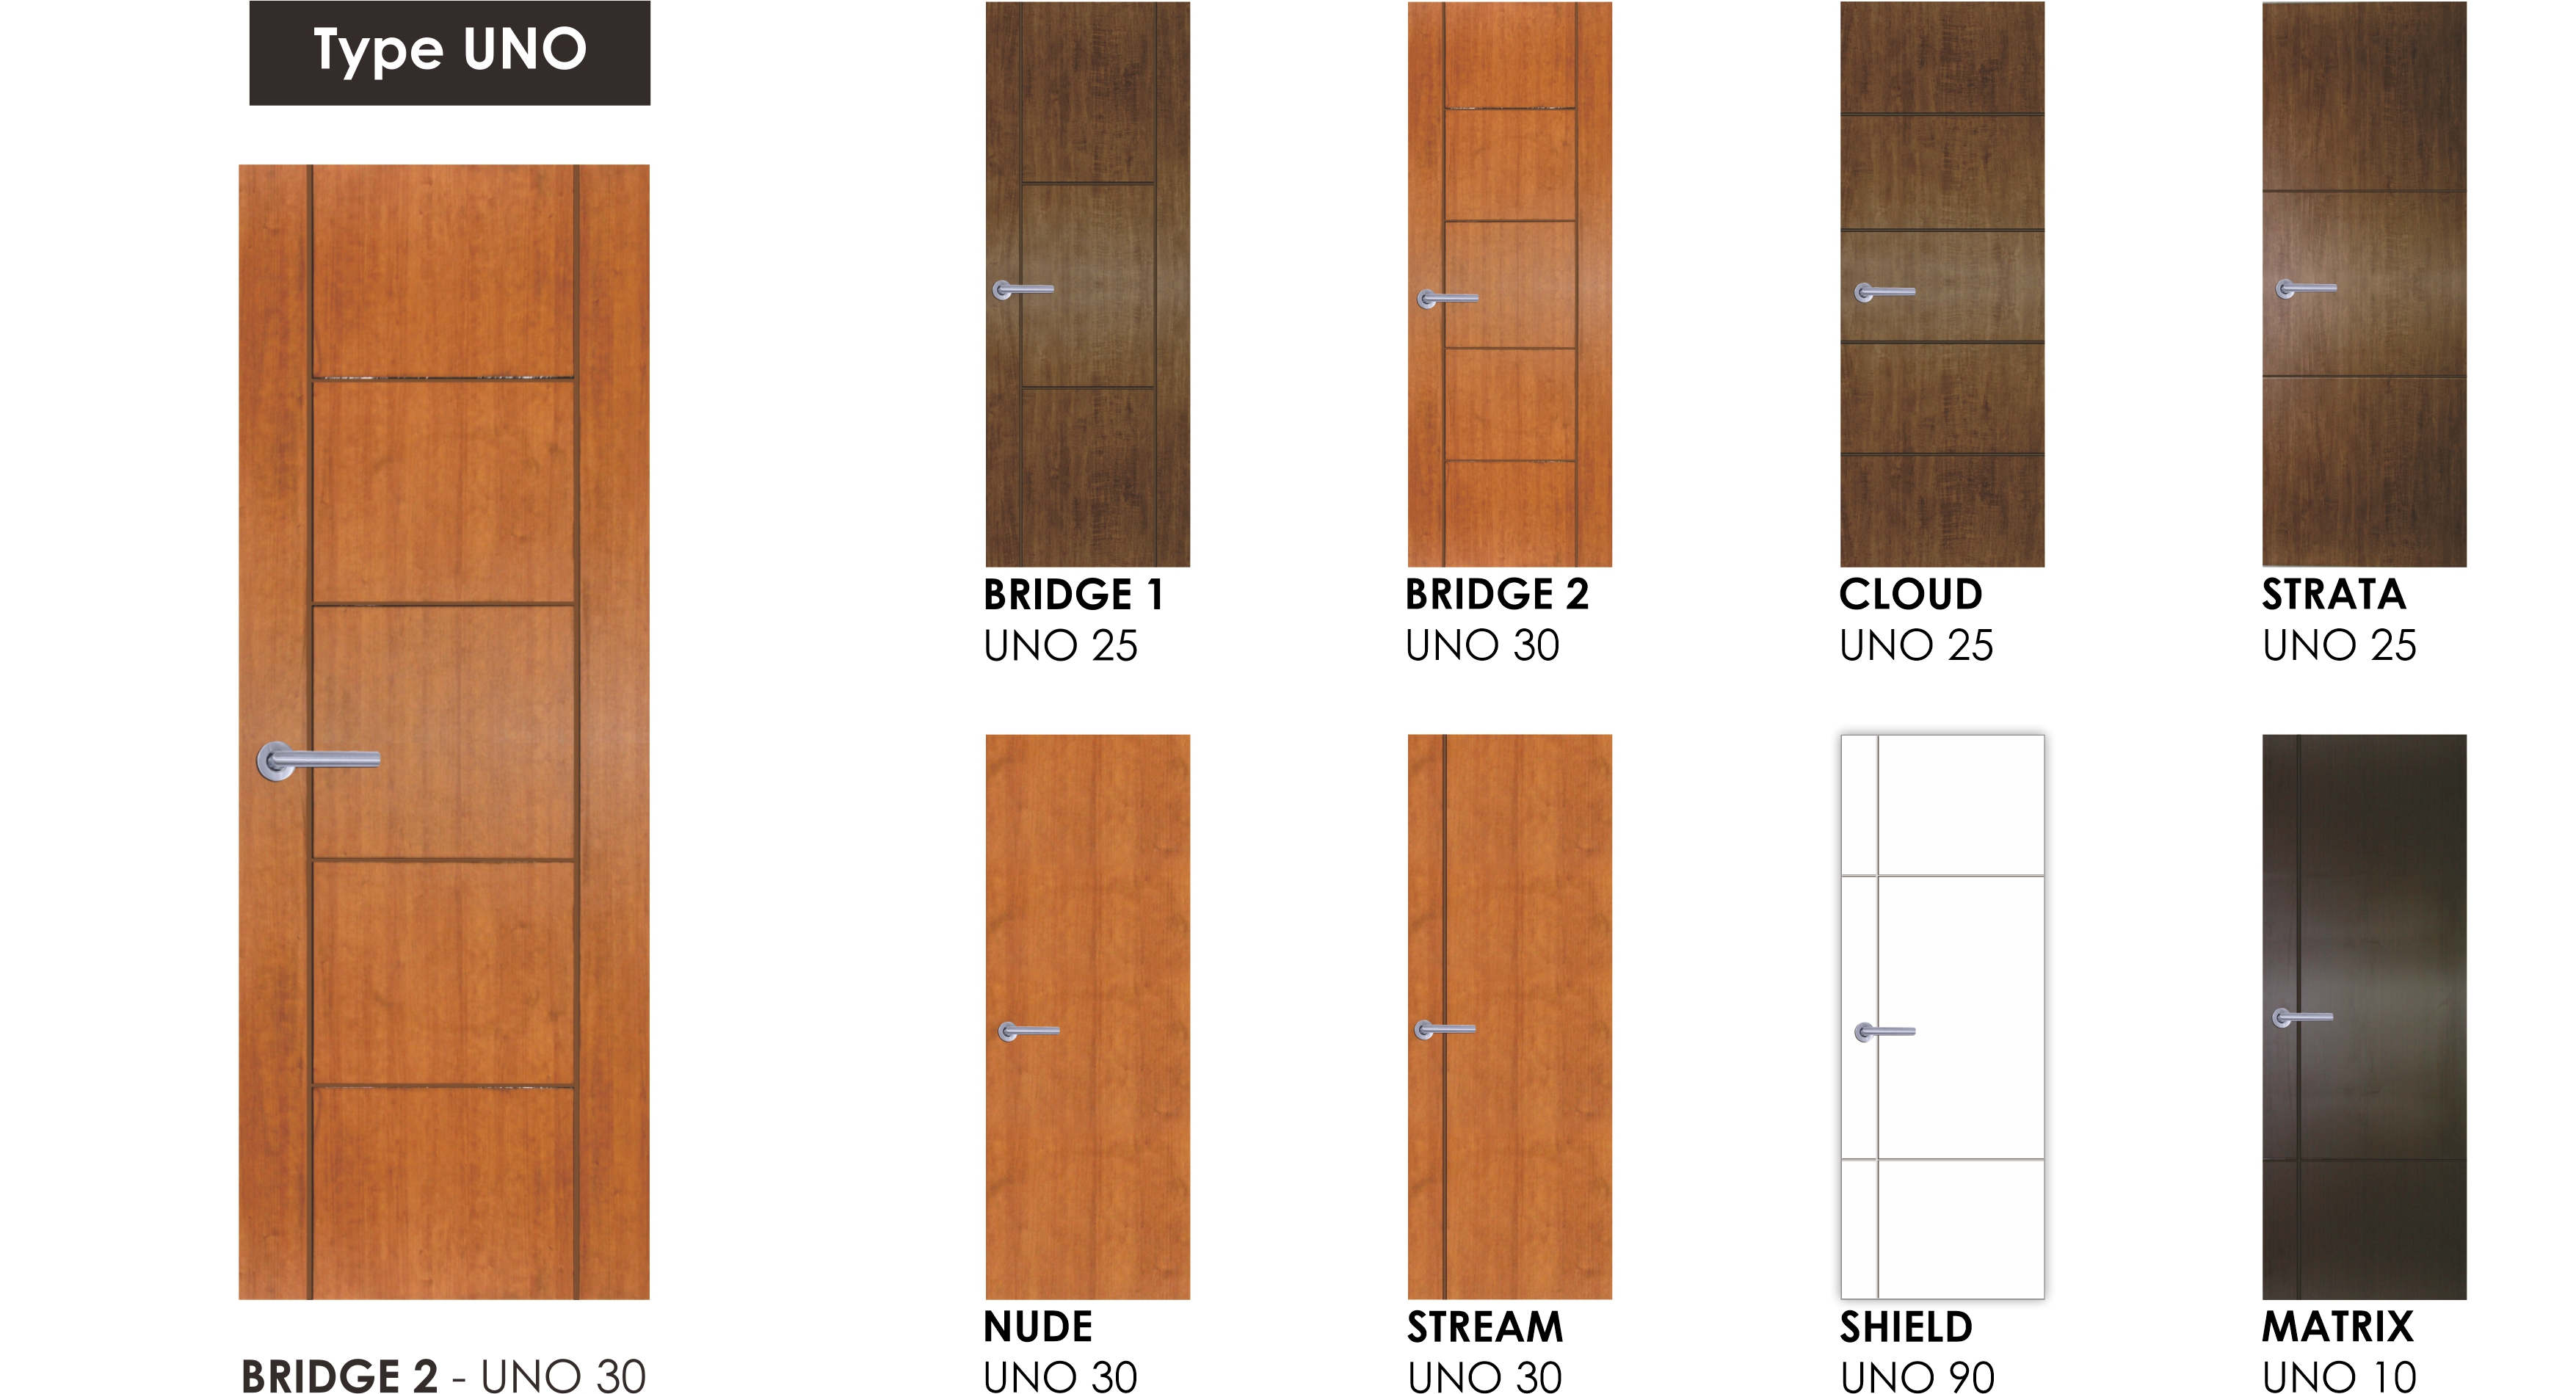 Type UNO
BRIDGE 2 - UNO 30
BRIDGE 1
UNO 25
BRIDGE 2
UNO 30
CLOUD
UNO 25
STRATA
UNO 25
NUDE
UNO 30
STREAM
UNO 30
SHIELD
UNO 90
MATRIX
UNO 10